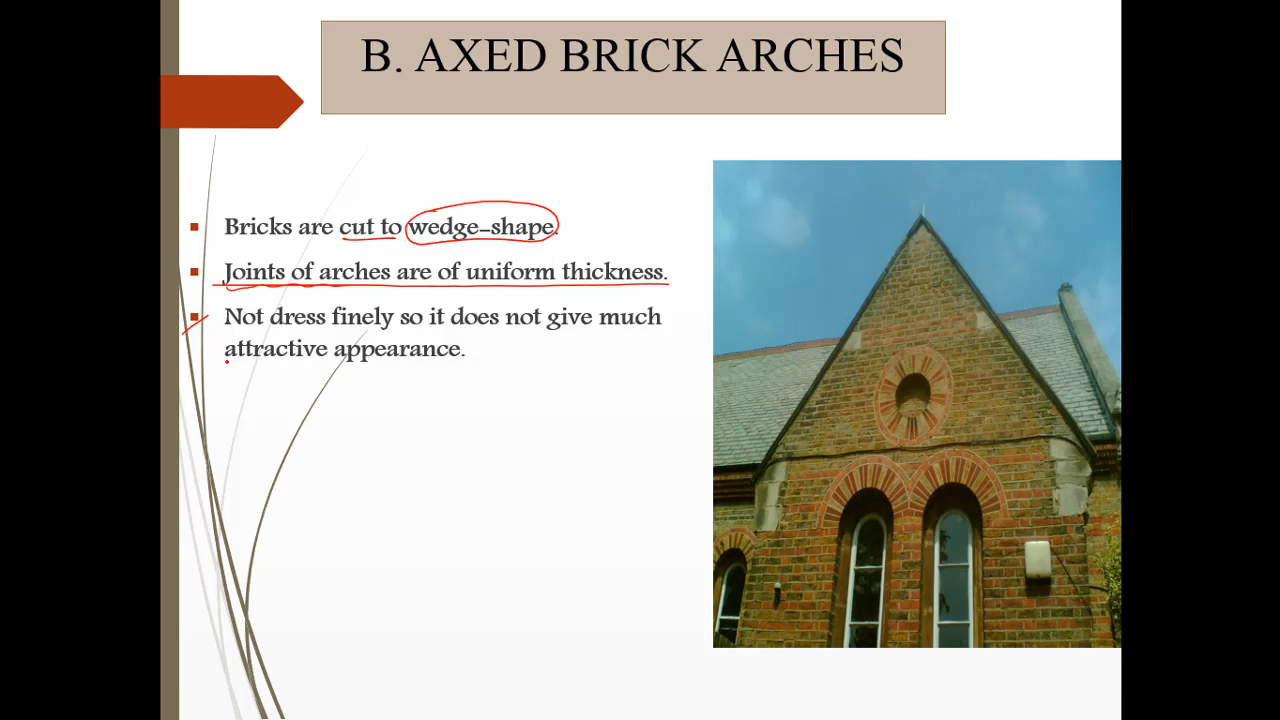 B. AXED BRICK ARCHES
Bricks are cut to wedge-shape.
Joints of arches are of uniform thickness.
Not dress finely so it does not give much
attractive appearance.